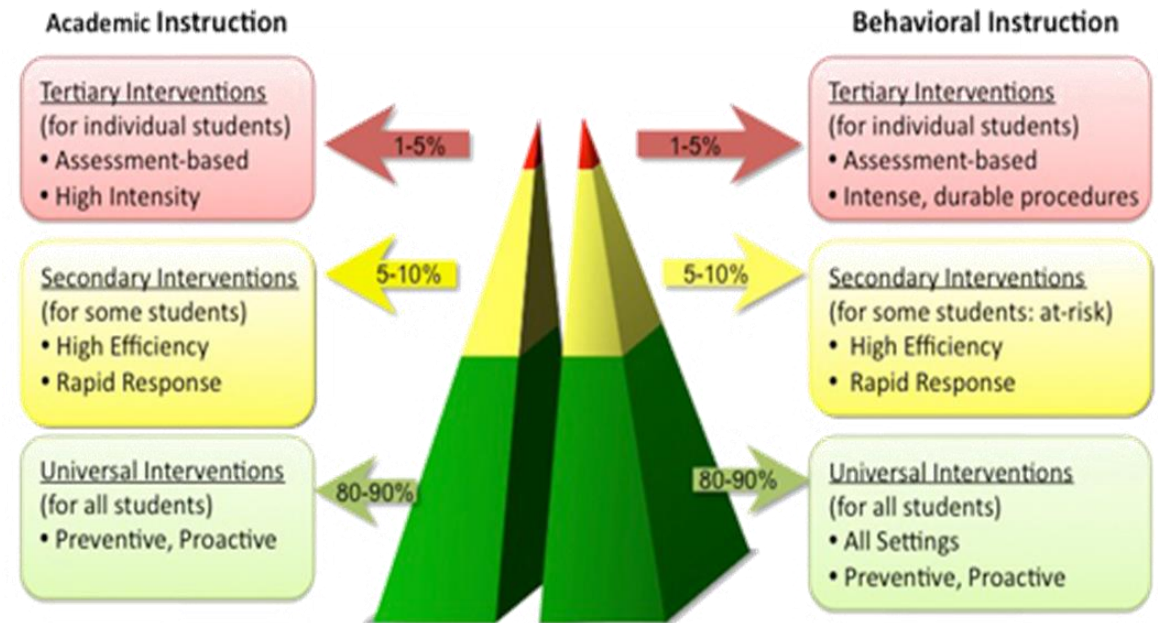 Academic Instruction
Tertiary Interventions
(for individual students)
• Assessment-based
• High Intensity
1-5%
Secondary Interventions
(for some students)
• High Efficiency
• Rapid Response
5-10%
Universal Interventions
(for all students)
• Preventive, Proactive
80-90%
Behavioral Instruction
1-5%
Tertiary Interventions
(for individual students)
• Assessment-based
• Intense, durable procedures
5-10%
Secondary Interventions
(for some students: at-risk)
• High Efficiency
• Rapid Response
80-90%
Universal Interventions
(for all students)
• All Settings
• Preventive, Proactive